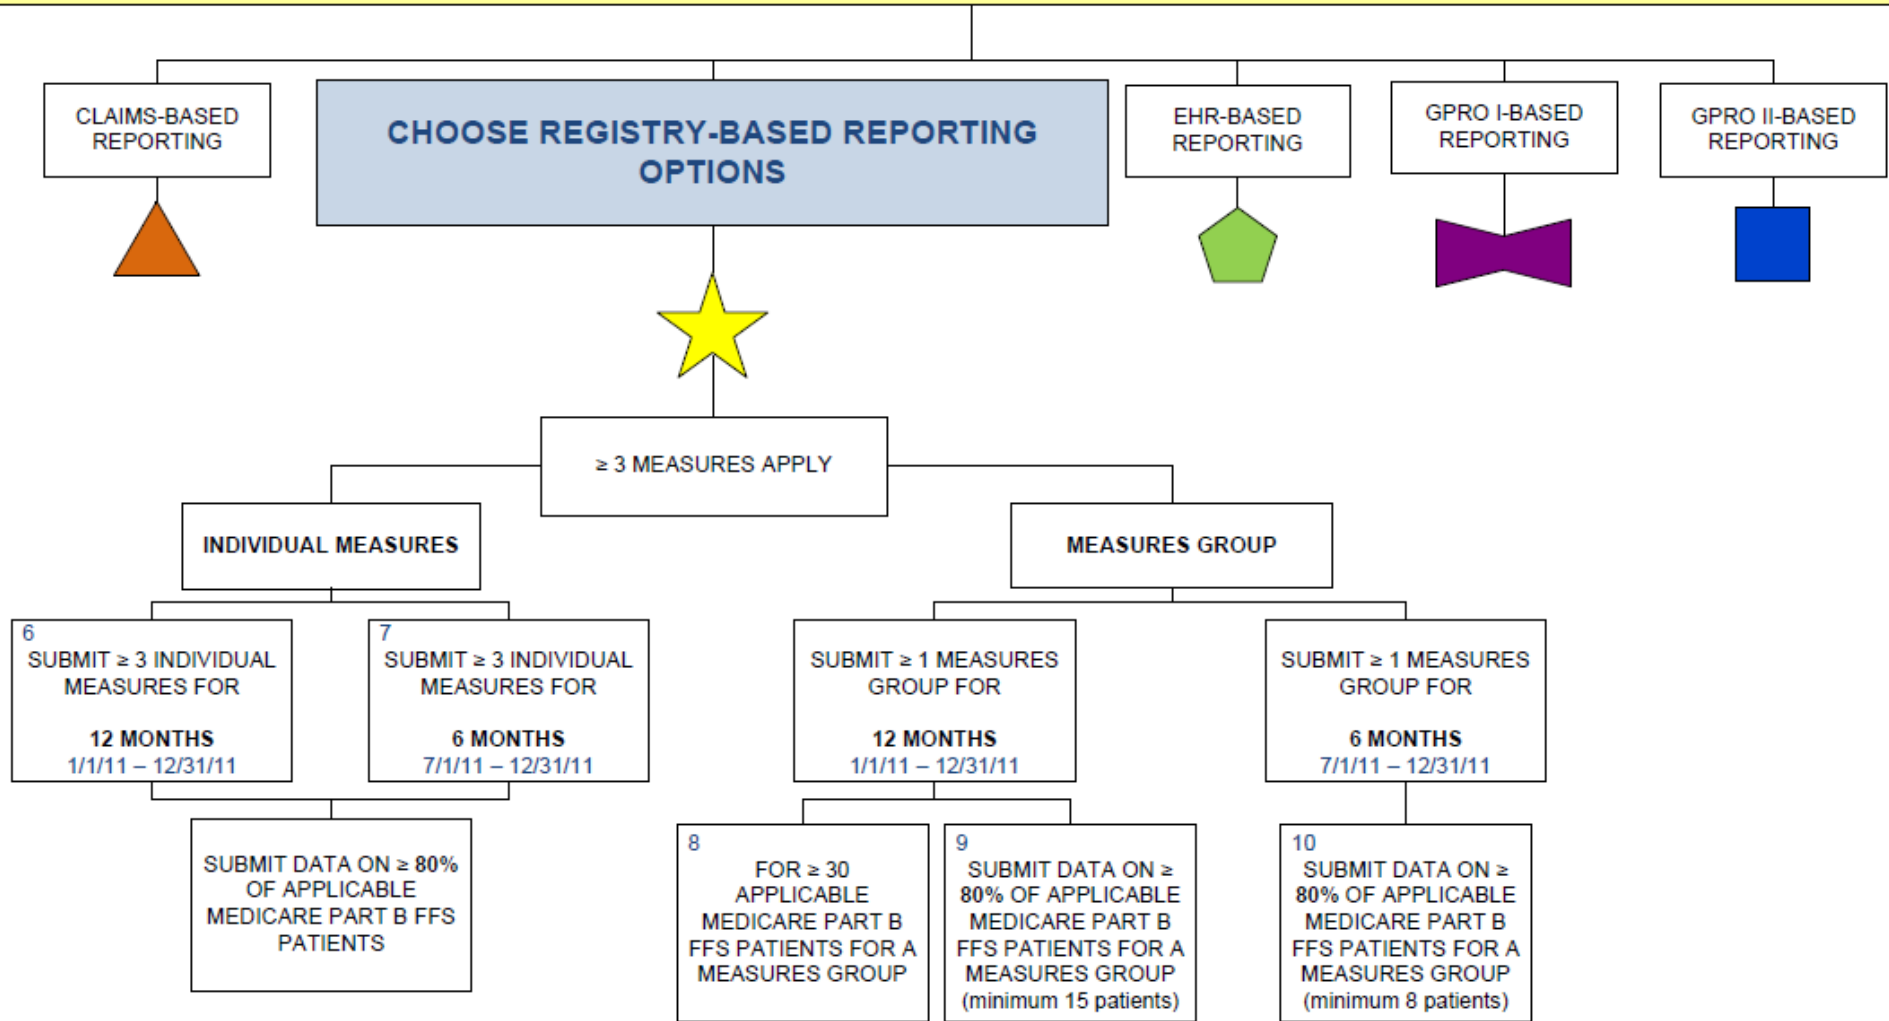 CLAIMS-BASED
REPORTING
CHOOSE REGISTRY-BASED REPORTING
OPTIONS
EHR-BASED
REPORTING
GPRO I-BASED
REPORTING
GPRO II-BASED
REPORTING
≥ 3 MEASURES APPLY
INDIVIDUAL MEASURES
MEASURES GROUP
6
SUBMIT ≥ 3 INDIVIDUAL
MEASURES FOR
12 MONTHS
1/1/11 – 12/31/11
7
SUBMIT ≥ 3 INDIVIDUAL
MEASURES FOR
6 MONTHS
7/1/11 – 12/31/11
SUBMIT ≥ 1 MEASURES
GROUP FOR
12 MONTHS
1/1/11 – 12/31/11
SUBMIT ≥ 1 MEASURES
GROUP FOR
6 MONTHS
7/1/11 – 12/31/11
SUBMIT DATA ON ≥ 80%
OF APPLICABLE
MEDICARE PART B FFS
PATIENTS
8
FOR ≥ 30
APPLICABLE
MEDICARE PART B
FFS PATIENTS FOR A
MEASURES GROUP
9
SUBMIT DATA ON ≥
80% OF APPLICABLE
MEDICARE PART B
FFS PATIENTS FOR A
MEASURES GROUP
(minimum 15 patients)
10
SUBMIT DATA ON ≥
80% OF APPLICABLE
MEDICARE PART B
FFS PATIENTS FOR A
MEASURES GROUP
(minimum 8 patients)